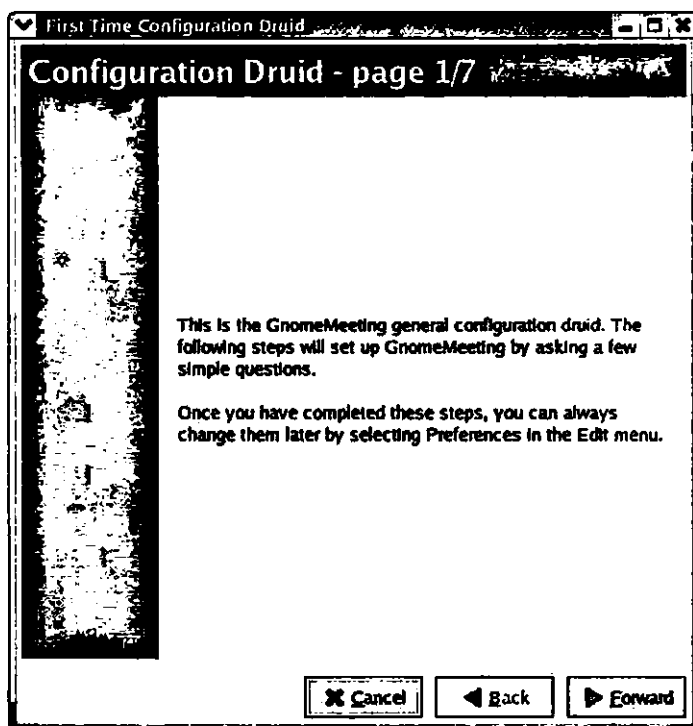 First Time Configuration Druid
Configuration Druid - page 1/7
This is the GnomeMeeting general configuration druid. The
following steps will set up GnomeMeeting by asking a few
simple questions.
Once you have completed these steps, you can always
change them later by selecting Preferences in the Edit menu.
Cancel
Back
Forward